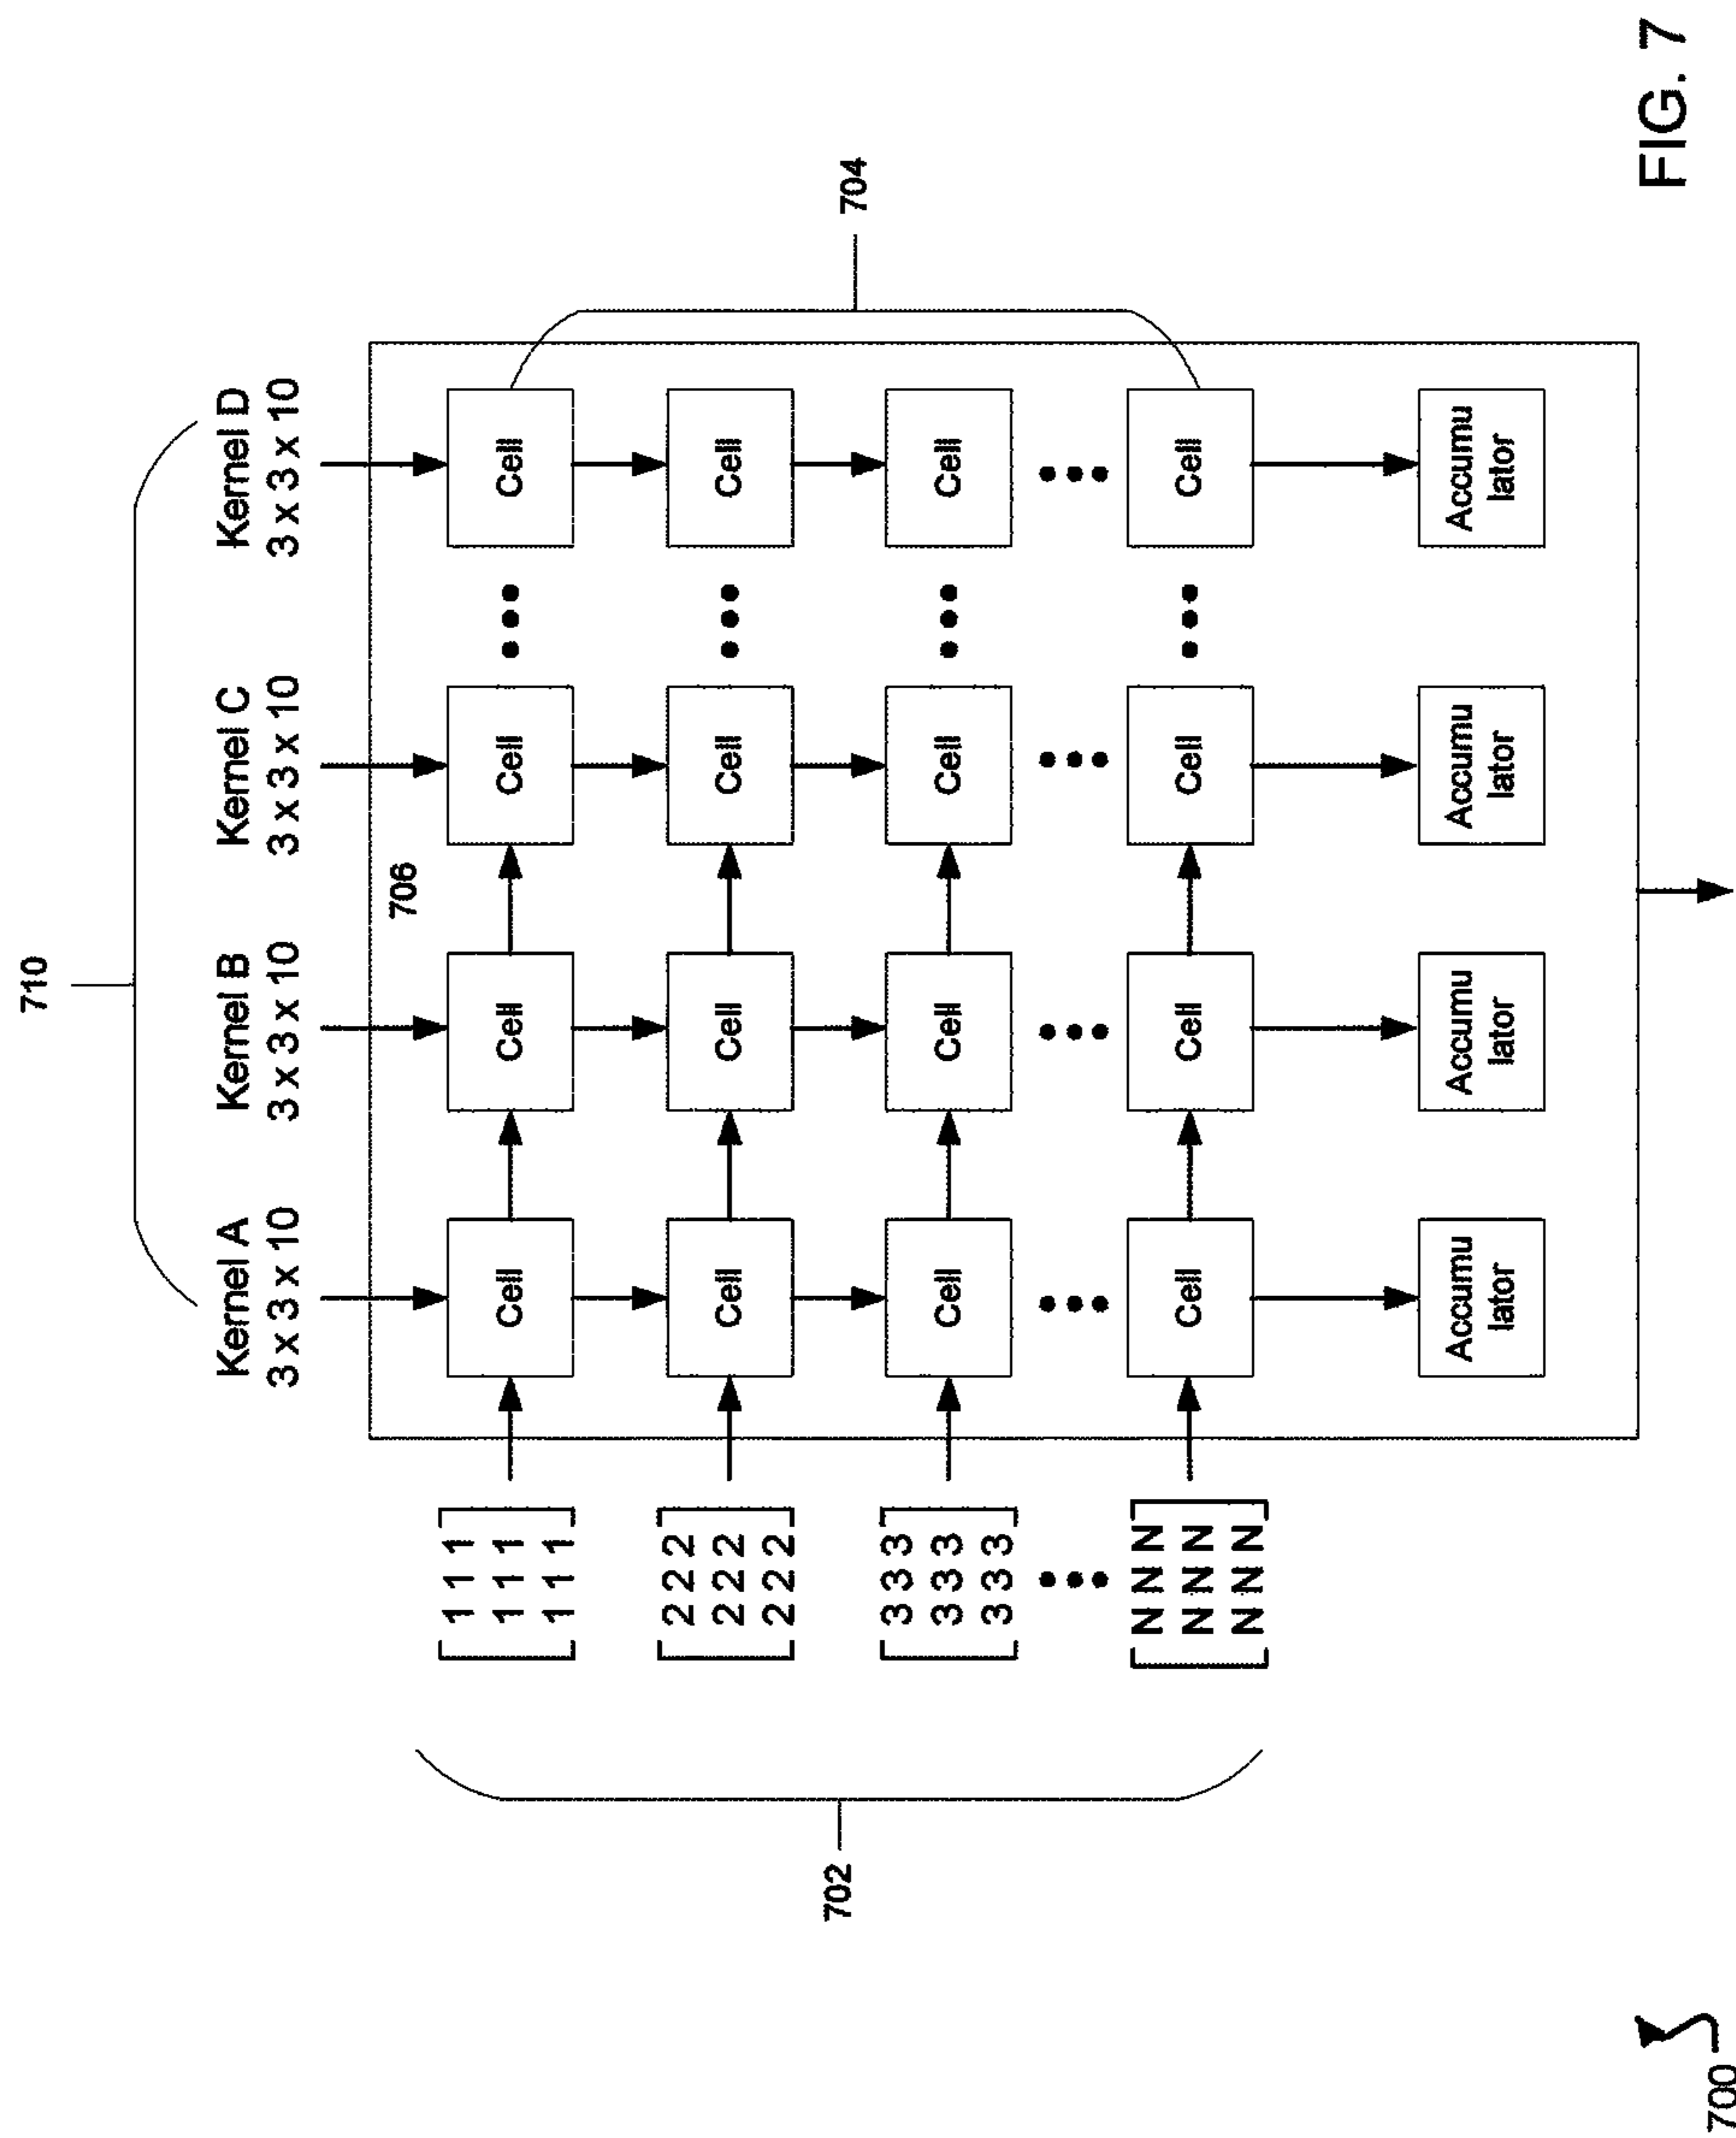 710
Kernel A
3 x 3 x 10
Kernel B
3 x 3 x 10
Kernel C
3 x 3 x 10
Kernel D
3 x 3 x 10
706
1 1 1
1 1 1
1 1 1
Cell
Cell
Cell
Cell
2 2 2
2 2 2
2 2 2
Cell
Cell
Cell
Cell
702
704
3 3 3
3 3 3
3 3 3
Cell
Cell
Cell
Cell
N N N
N N N
N N N
Cell
Cell
Cell
Cell
Accumu
lator
Accumu
lator
Accumu
lator
Accumu
lator
700
FIG. 7